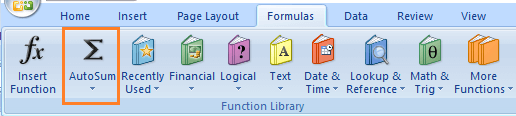 Home Insert Page Layout Formulas Data Review View
fx Σ θ
Insert Function AutoSum Recently Used Financial Logical Text Date & Time Lookup & Reference Math & Trig More Functions
Function Library